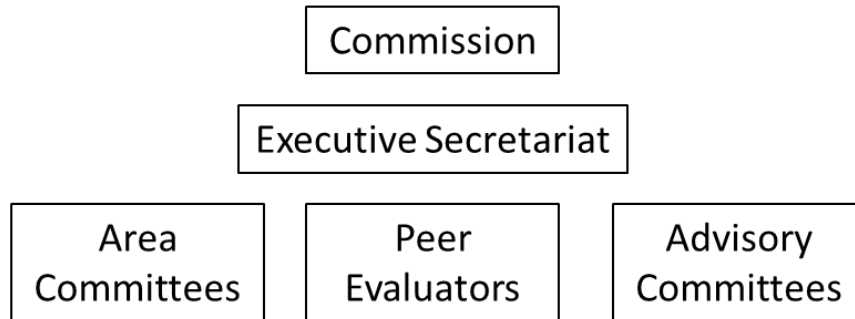 Commission
Executive Secretariat
Area
Committees
Peer
Evaluators
Advisory
Committees